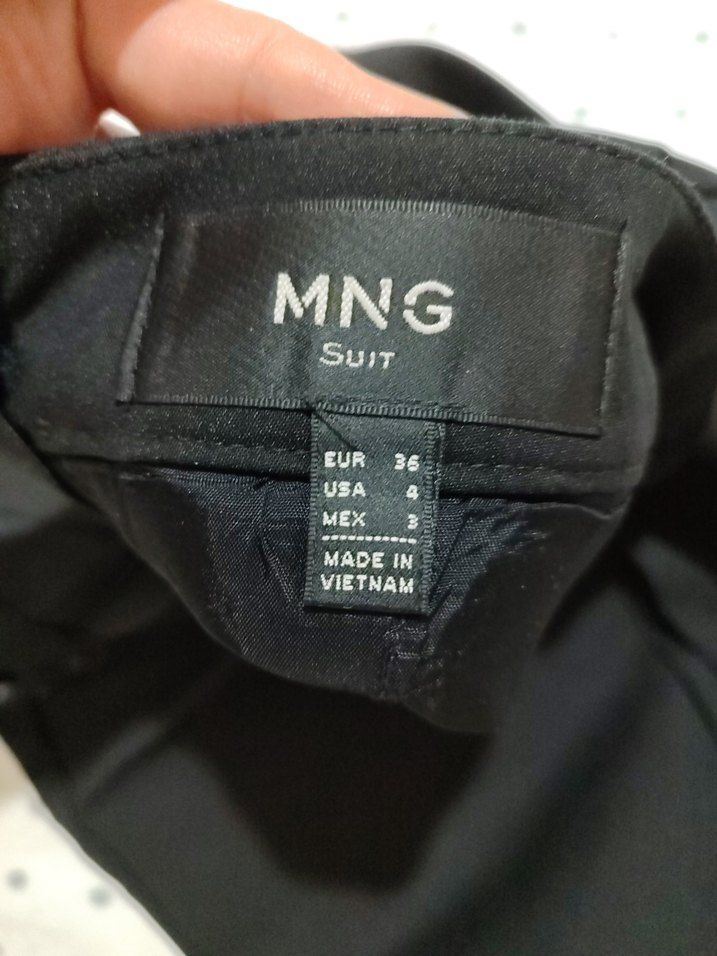 MNG
SUIT
EUR 36
USA 4
MEX 3
MADE IN
VIETNAM